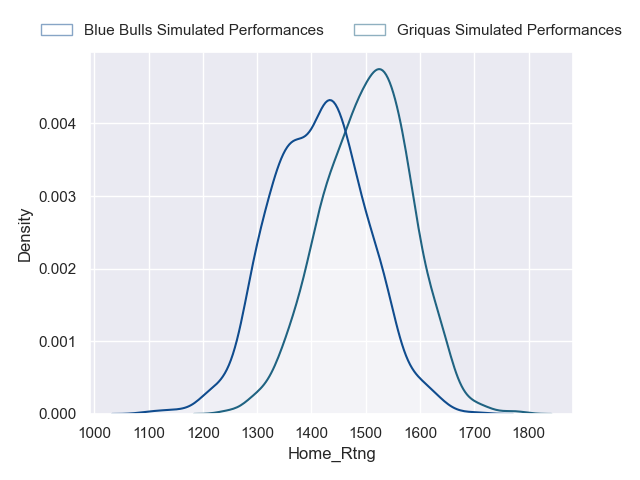 Blue Bulls Simulated Performances Griquas Simulated Performances
0.004
0.003
0.002
0.001
0.000
Density
1000 1100 1200 1300 1400 1500 1600 1700 1800
Home_Rtng